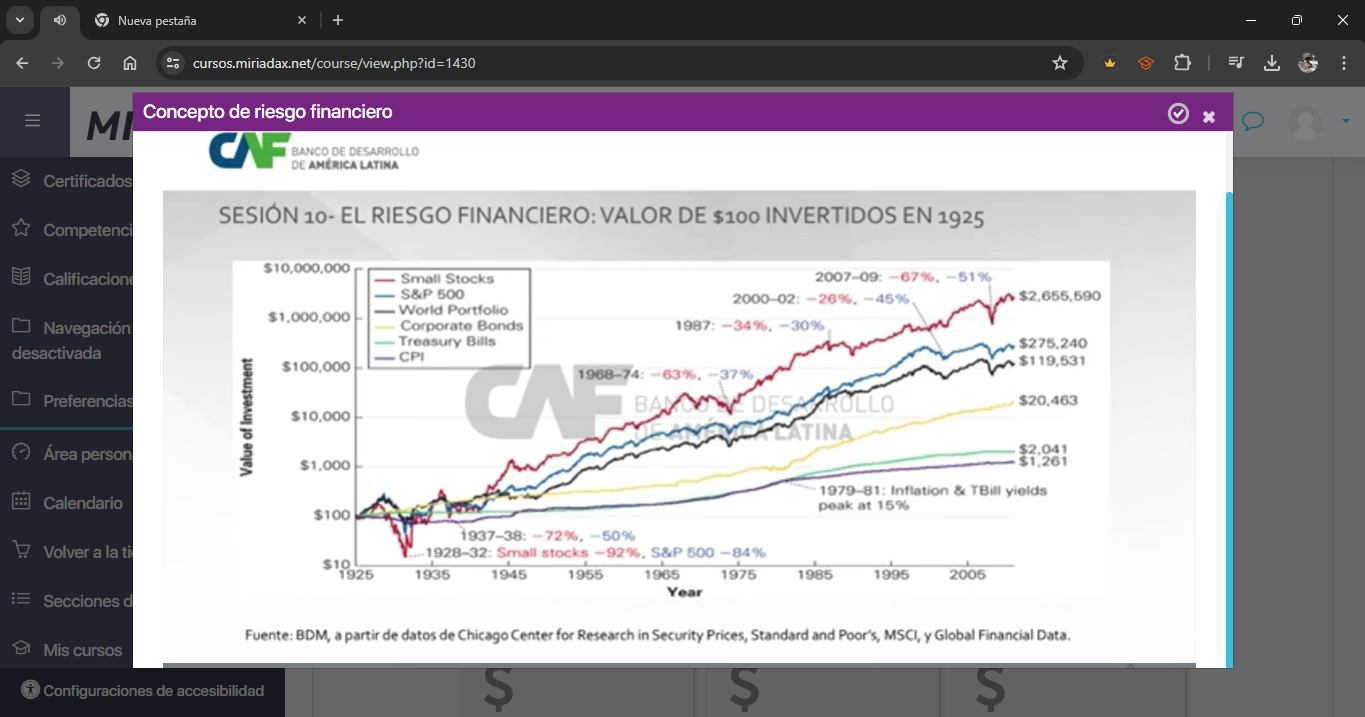 Nueva pestaña
cursos.miriadax.net/course/view.php?id=1430
MI
Concepto de riesgo financiero
CAF BANCO DE DESARROLLO
DE AMÉRICA LATINA
Certificados
Competenci
Calificacione
Navegación
desactivada
Preferencias
Área person
Calendario
Volver a la ti
Secciones d
Mis cursos
Configuraciones de accesibilidad
SESIÓN 10- EL RIESGO FINANCIERO: VALOR DE $100 INVERTIDOS EN 1925
Value of Investment
$10,000,000
$1,000,000
$100,000
$10,000
$1,000
$100
$10
Small Stocks
S&P 500
World Portfolio
Corporate Bonds
Treasury Bills
CPI
2007–09: −67%, −51%
2000–02: −26%, −45%
1987: −34%, −30%
1968–74: −63%, −37%
CAF BANCO DE DESARROLLO
DE AMÉRICA LATINA
$2,655,590
$275,240
$119,531
$20,463
$2,041
$1,261
1979–81: Inflation & TBill yields
peak at 15%
1937–38: −72%, −50%
1928–32: Small stocks −92%, S&P 500 −84%
1925 1935 1945 1955 1965 1975 1985 1995 2005
Year
Fuente: BDM, a partir de datos de Chicago Center for Research in Security Prices, Standard and Poor's, MSCI, y Global Financial Data.
$ $ $